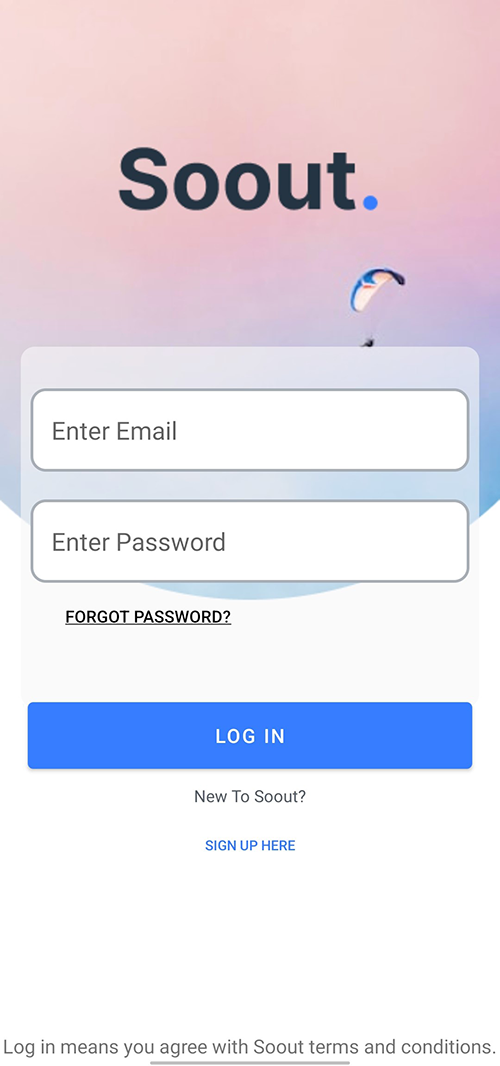 Soout.
Enter Email
Enter Password
FORGOT PASSWORD?
LOG IN
New To Soout?
SIGN UP HERE
Log in means you agree with Soout terms and conditions.